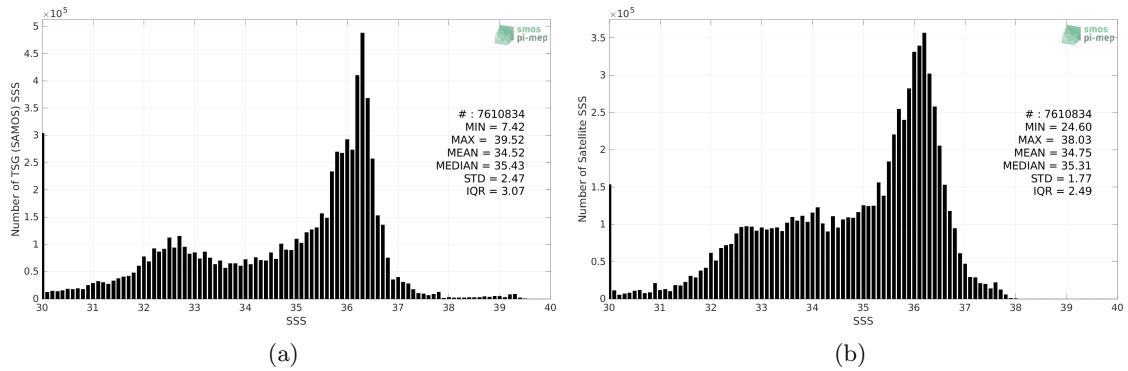 ×10⁵
5
4.5
4
3.5
3
2.5
2
1.5
1
0.5
0
Number of TSG (SAMOS) SSS
smos
pi-mep
# : 7610834
MIN = 7.42
MAX = 39.52
MEAN = 34.52
MEDIAN = 35.43
STD = 2.47
IQR = 3.07
30 31 32 33 34 35 36 37 38 39 40
SSS
(a)
×10⁵
3.5
3
2.5
2
1.5
1
0.5
0
Number of Satellite SSS
smos
pi-mep
# : 7610834
MIN = 24.60
MAX = 38.03
MEAN = 34.75
MEDIAN = 35.31
STD = 1.77
IQR = 2.49
30 31 32 33 34 35 36 37 38 39 40
SSS
(b)